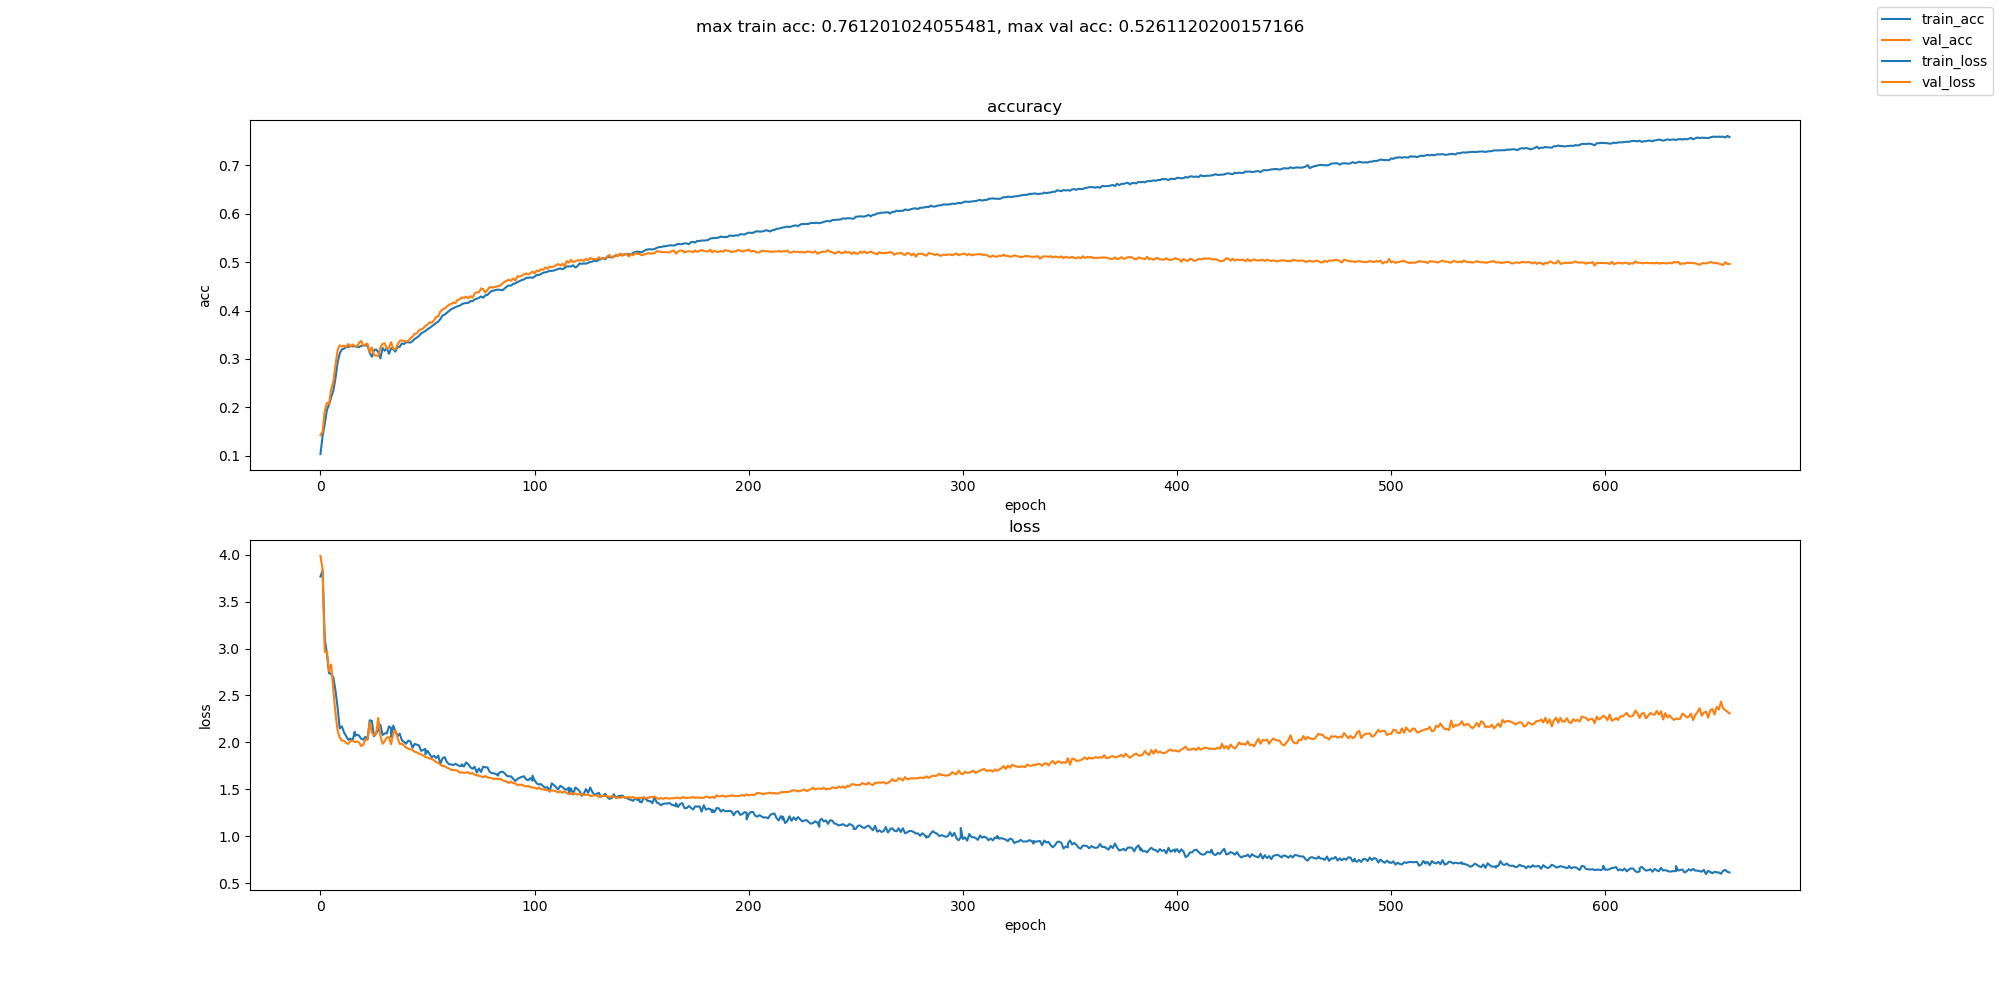 max train acc: 0.761201024055481, max val acc: 0.5261120200157166
train_acc
val_acc
train_loss
val_loss
accuracy
acc
0.7
0.6
0.5
0.4
0.3
0.2
0.1
0 100 200 300 400 500 600
epoch
loss
loss
4.0
3.5
3.0
2.5
2.0
1.5
1.0
0.5
0 100 200 300 400 500 600
epoch